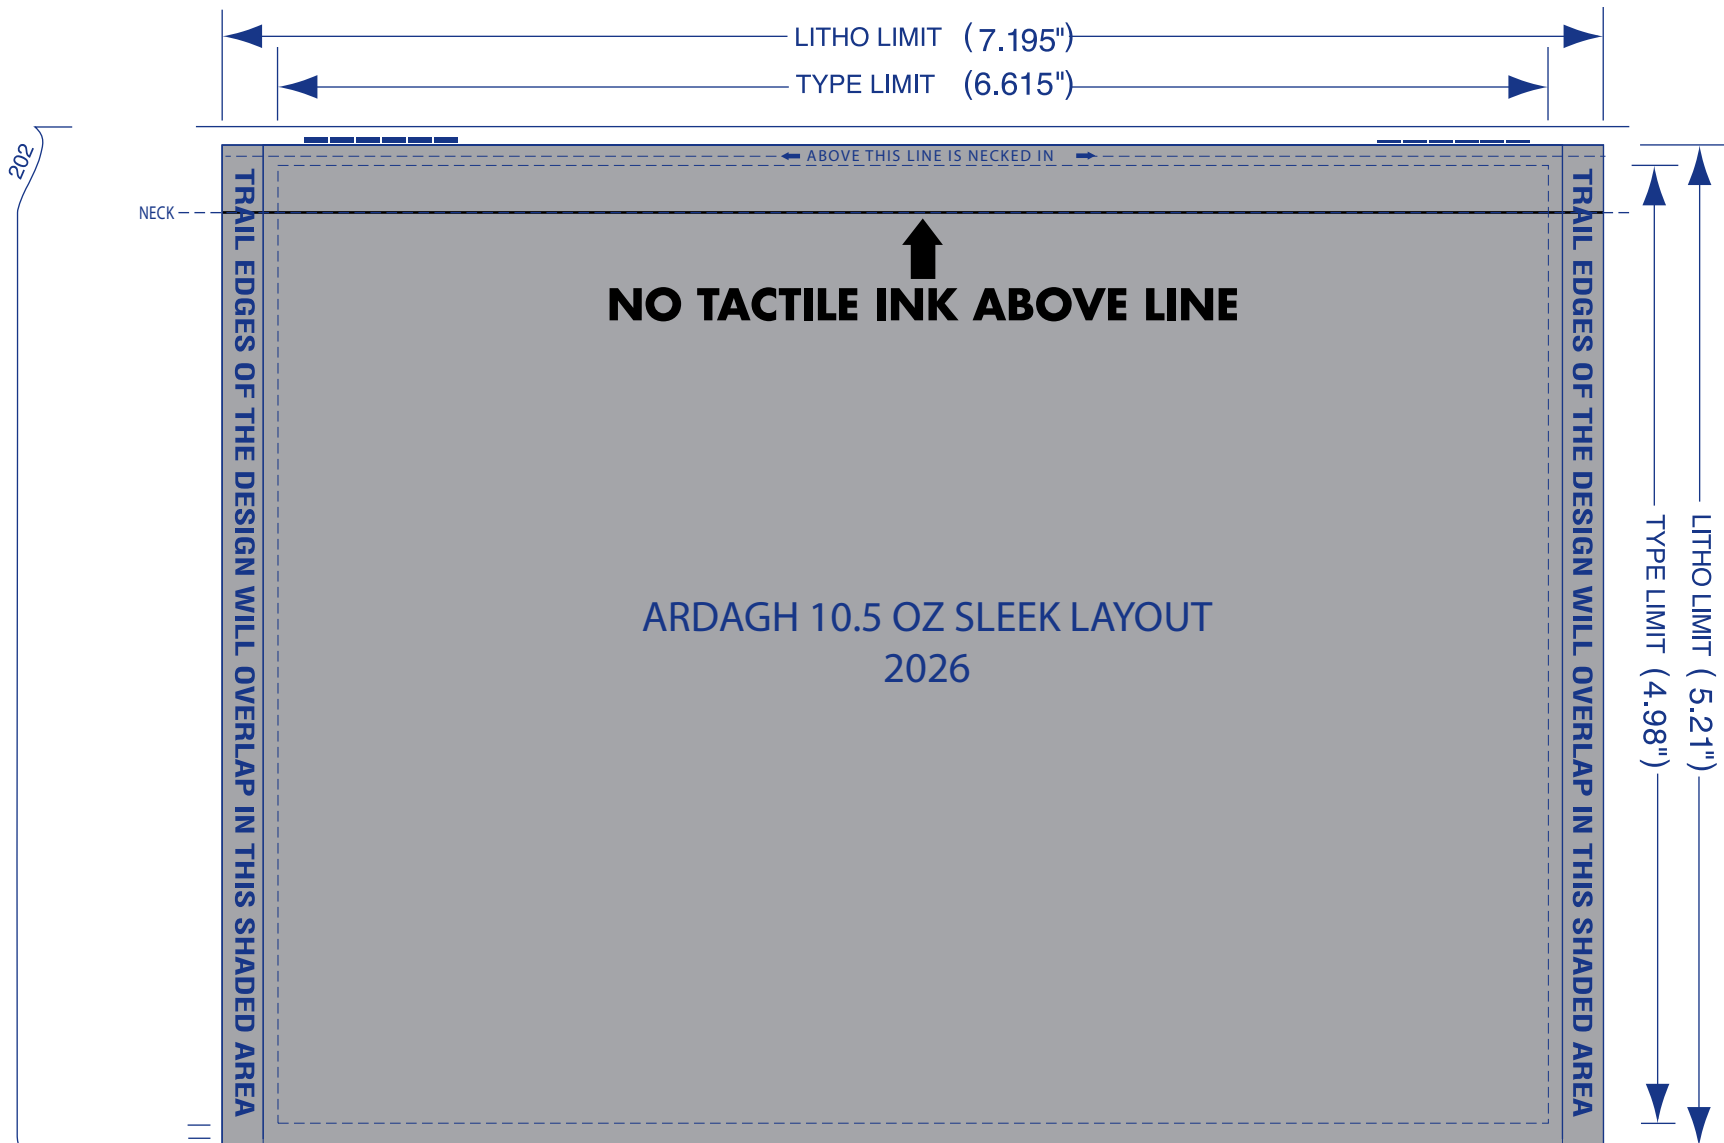 LITHO LIMIT (7.195")
TYPE LIMIT (6.615")
202
ABOVE THIS LINE IS NECKED IN
NECK
NO TACTILE INK ABOVE LINE
TRAIL EDGES OF THE DESIGN WILL OVERLAP IN THIS SHADED AREA
ARDAGH 10.5 OZ SLEEK LAYOUT
2026
TRAIL EDGES OF THE DESIGN WILL OVERLAP IN THIS SHADED AREA
TYPE LIMIT (4.98")
LITHO LIMIT (5.21")